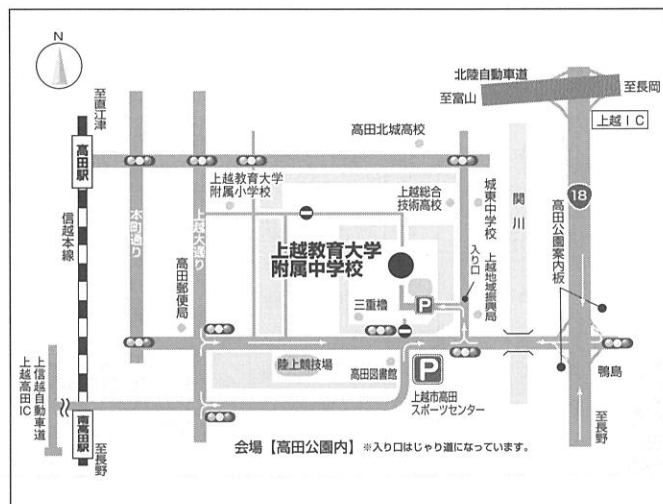 N
北陸自動車道
至富山
至長岡
上越IC
至直江津
高田駅
高田北城高校
上越教育大学
附属小学校
上越総合
技術高校
城東中学校
関川
18
高田公園案内板
信越本線
本町通り
上越大通り
上越教育大学
附属中学校
入り口
上越地域振興局
高田郵便局
三重櫓
P
陸上競技場
高田図書館
P
上越市高田
スポーツセンター
鴨島
上信越自動車道
上越高田IC
南高田駅
至長野
至長野
会場【高田公園内】 ※入り口はじゃり道になっています。